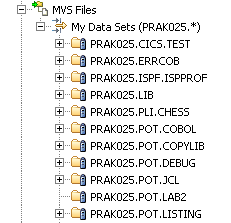 MVS Files
My Data Sets (PRAK025.*)
PRAK025.CICS.TEST
PRAK025.ERRCOB
PRAK025.ISPF.ISPPROF
PRAK025.LIB
PRAK025.PLI.CHESS
PRAK025.POT.COBOL
PRAK025.POT.COPYLIB
PRAK025.POT.DEBUG
PRAK025.POT.JCL
PRAK025.POT.LAB2
PRAK025.POT.LISTING